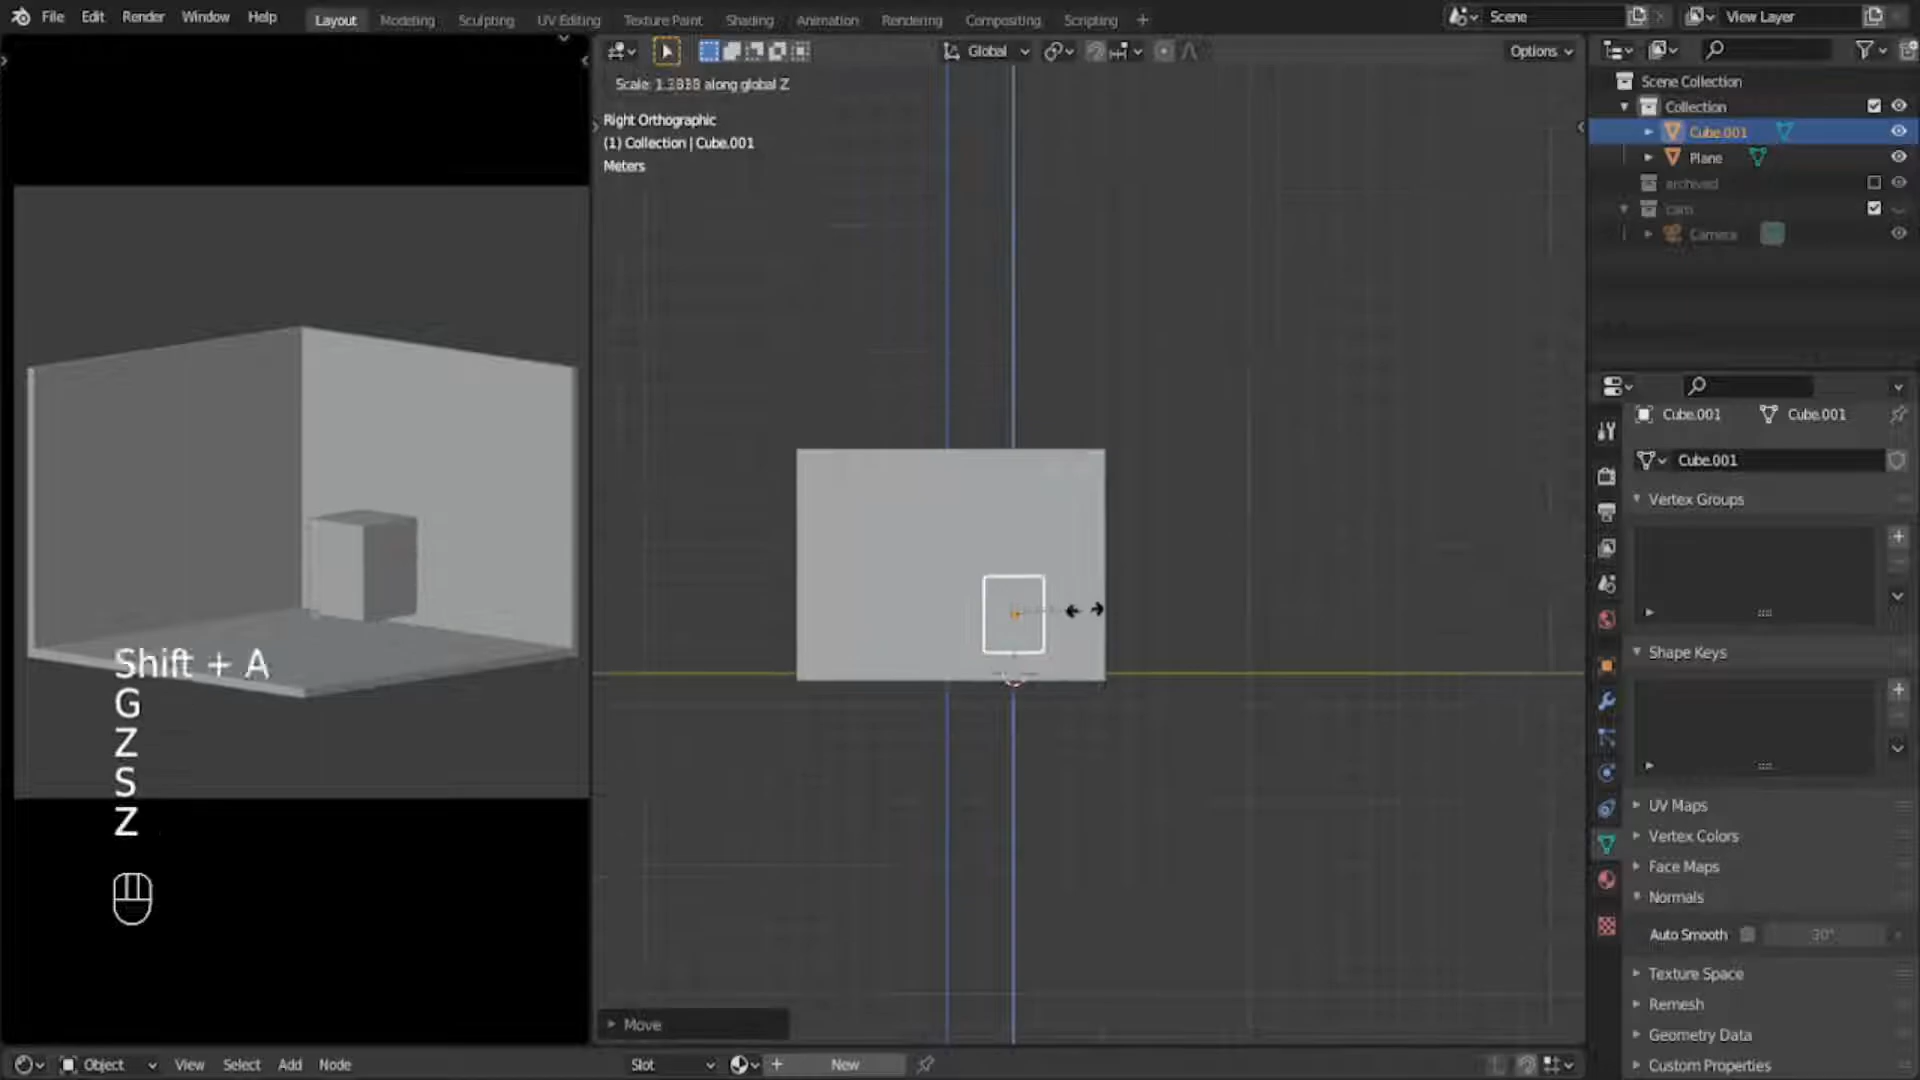 File Edit Render Window Help
Layout Modeling Sculpting UV Editing Texture Paint Shading Animation Rendering Compositing Scripting +
Scene
View Layer
Global
Options
Scale: 1.3838 along global Z
Right Orthographic
(1) Collection | Cube.001
Meters
Scene Collection
Collection
Cube.001
Plane
archived
cam
Camera
Cube.001 Cube.001
Cube.001
Vertex Groups
Shape Keys
UV Maps
Vertex Colors
Face Maps
Normals
Auto Smooth 30°
Texture Space
Remesh
Geometry Data
Custom Properties
Shift + A
G
Z
S
Z
Move
Object View Select Add Node
Slot
New